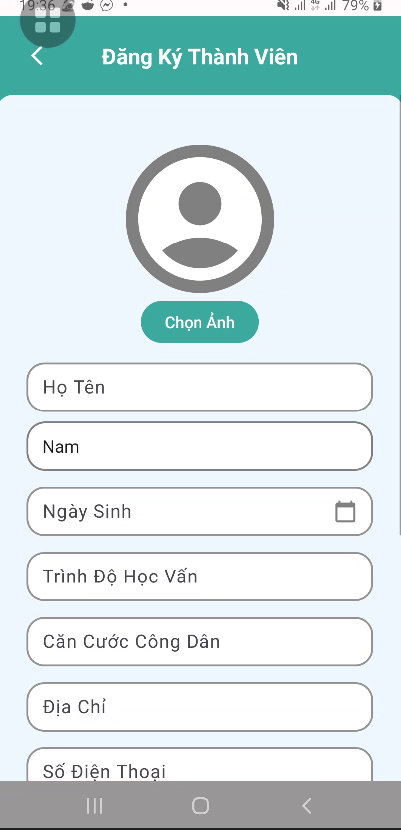 19:36
79%
Đăng Ký Thành Viên
Chọn Ảnh
Họ Tên
Nam
Ngày Sinh
Trình Độ Học Vấn
Căn Cước Công Dân
Địa Chỉ
Số Điện Thoại